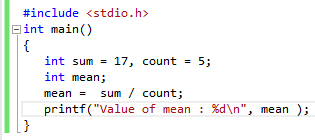 #include <stdio.h>
int main()
{
int sum = 17, count = 5;
int mean;
mean =  sum / count;
printf("Value of mean : %d\n", mean );
}